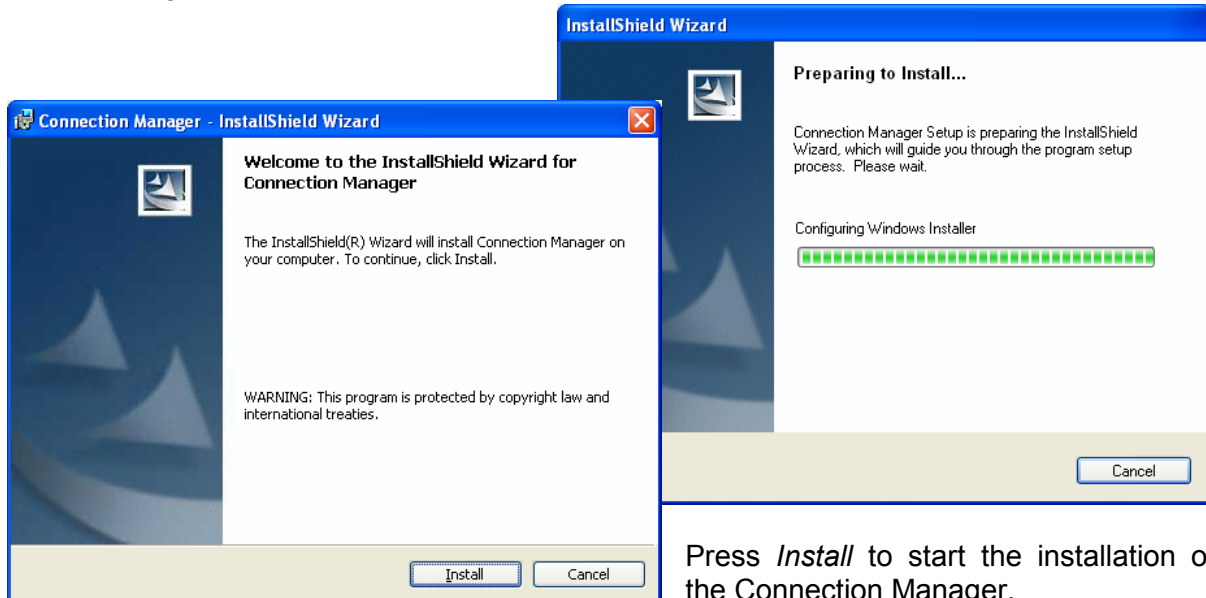 InstallShield Wizard
Preparing to Install...
Connection Manager Setup is preparing the InstallShield
Wizard, which will guide you through the program setup
process. Please wait.
Configuring Windows Installer
Cancel
Connection Manager - InstallShield Wizard
Welcome to the InstallShield Wizard for
Connection Manager
The InstallShield(R) Wizard will install Connection Manager on
your computer. To continue, click Install.
WARNING: This program is protected by copyright law and
international treaties.
Install
Cancel
Press Install to start the installation o
the Connection Manager.